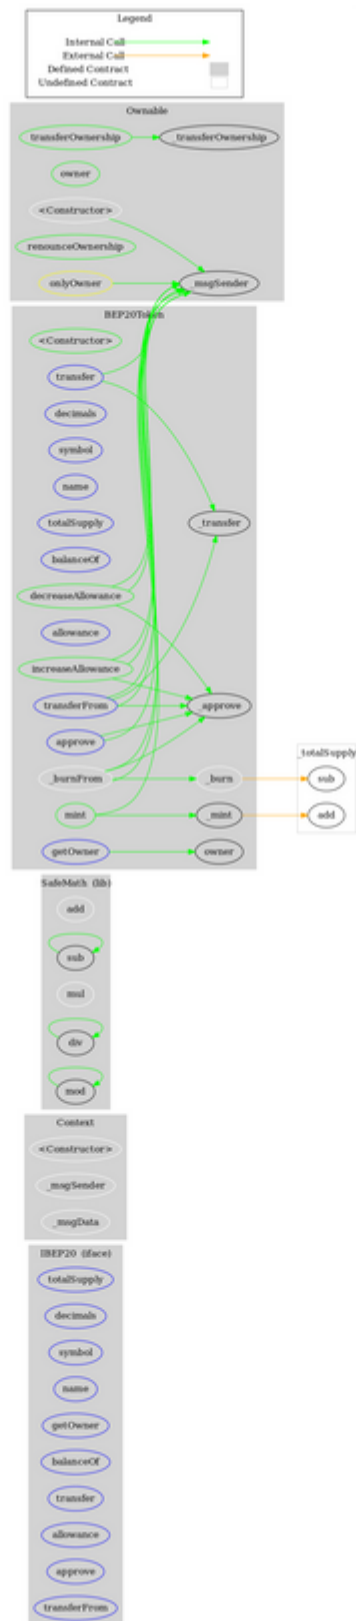 Legend
Internal Call
External Call
Defined Contract
Undefined Contract
Ownable
transferOwnership
_transferOwnership
owner
<Constructor>
renounceOwnership
onlyOwner
_msgSender
BEP20Token
<Constructor>
transfer
decimals
symbol
name
totalSupply
_transfer
balanceOf
decreaseAllowance
allowance
increaseAllowance
transferFrom
_approve
approve
_totalSupply
_burnFrom
_burn
sub
mint
_mint
add
getOwner
owner
SafeMath (lib)
add
sub
mul
div
mod
Context
<Constructor>
_msgSender
_msgData
IBEP20 (iface)
totalSupply
decimals
symbol
name
getOwner
balanceOf
transfer
allowance
approve
transferFrom